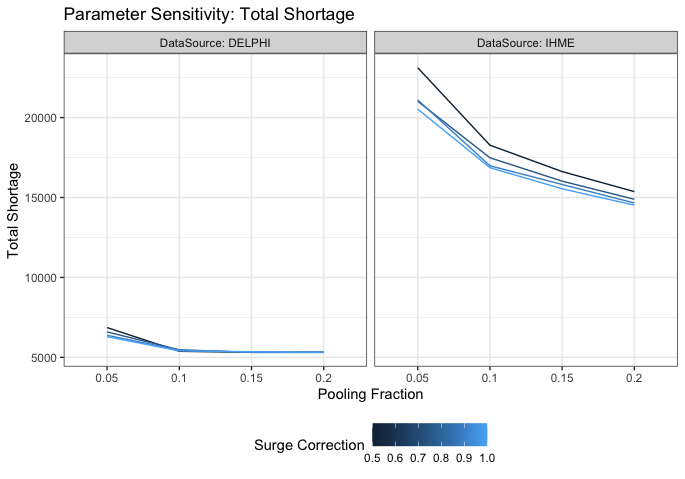 Parameter Sensitivity: Total Shortage
DataSource: DELPHI
DataSource: IHME
Total Shortage
20000
15000
10000
5000
0.05 0.1 0.15 0.2
0.05 0.1 0.15 0.2
Pooling Fraction
Surge Correction
0.5 0.6 0.7 0.8 0.9 1.0